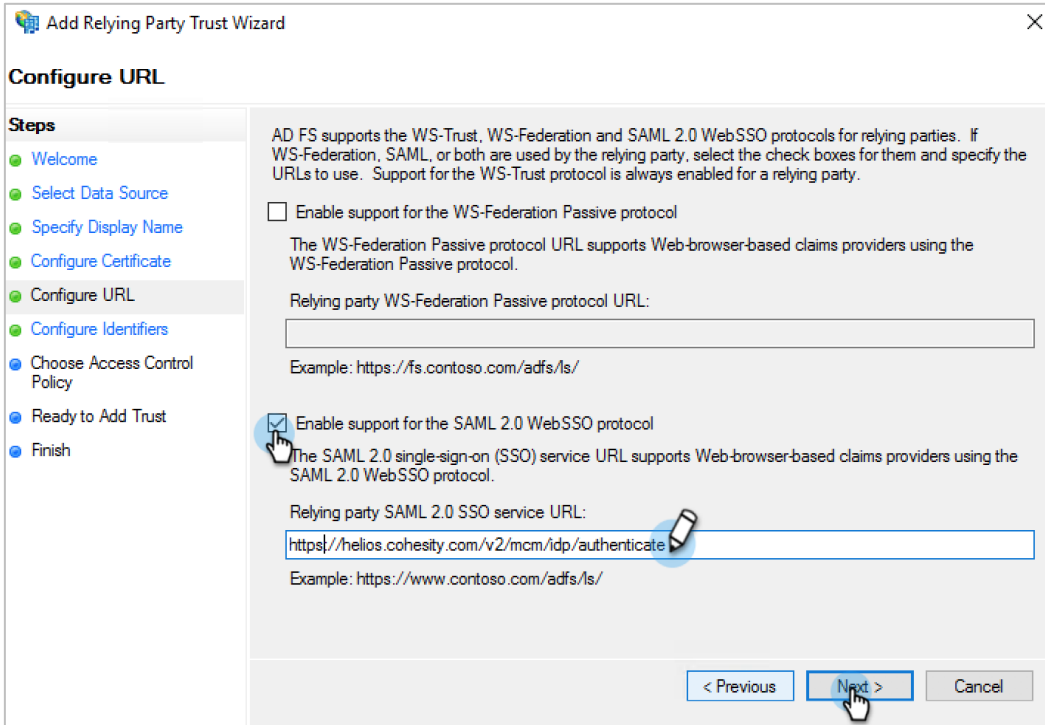 Add Relying Party Trust Wizard
Configure URL
Steps
Welcome
Select Data Source
Specify Display Name
Configure Certificate
Configure URL
Configure Identifiers
Choose Access Control
Policy
Ready to Add Trust
Finish
AD FS supports the WS-Trust, WS-Federation and SAML 2.0 WebSSO protocols for relying parties. If
WS-Federation, SAML, or both are used by the relying party, select the check boxes for them and specify the
URLs to use. Support for the WS-Trust protocol is always enabled for a relying party.
Enable support for the WS-Federation Passive protocol
The WS-Federation Passive protocol URL supports Web-browser-based claims providers using the
WS-Federation Passive protocol.
Relying party WS-Federation Passive protocol URL:
Example: https://fs.contoso.com/adfs/ls/
Enable support for the SAML 2.0 WebSSO protocol
The SAML 2.0 single-sign-on (SSO) service URL supports Web-browser-based claims providers using the
SAML 2.0 WebSSO protocol.
Relying party SAML 2.0 SSO service URL:
https://helios.cohesity.com/v2/mcm/idp/authenticate
Example: https://www.contoso.com/adfs/ls/
< Previous
Next >
Cancel